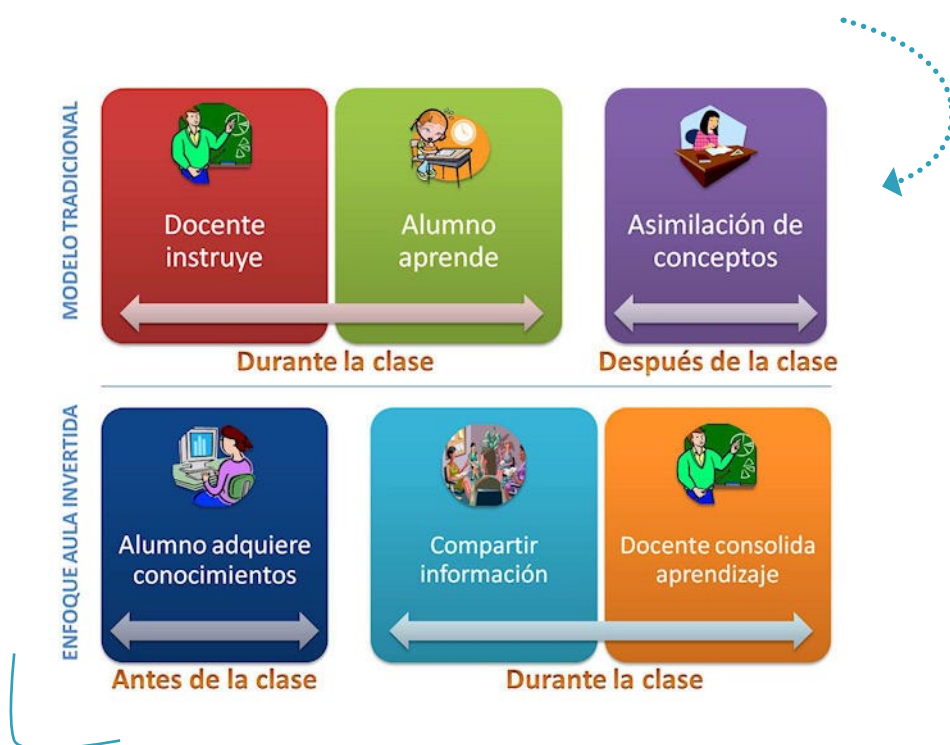 MODELO TRADICIONAL
Docente
instruye
Alumno
aprende
Asimilación de
conceptos
Durante la clase
Después de la clase
ENFOQUE AULA INVERTIDA
Alumno adquiere
conocimientos
Compartir
información
Docente consolida
aprendizaje
Antes de la clase
Durante la clase